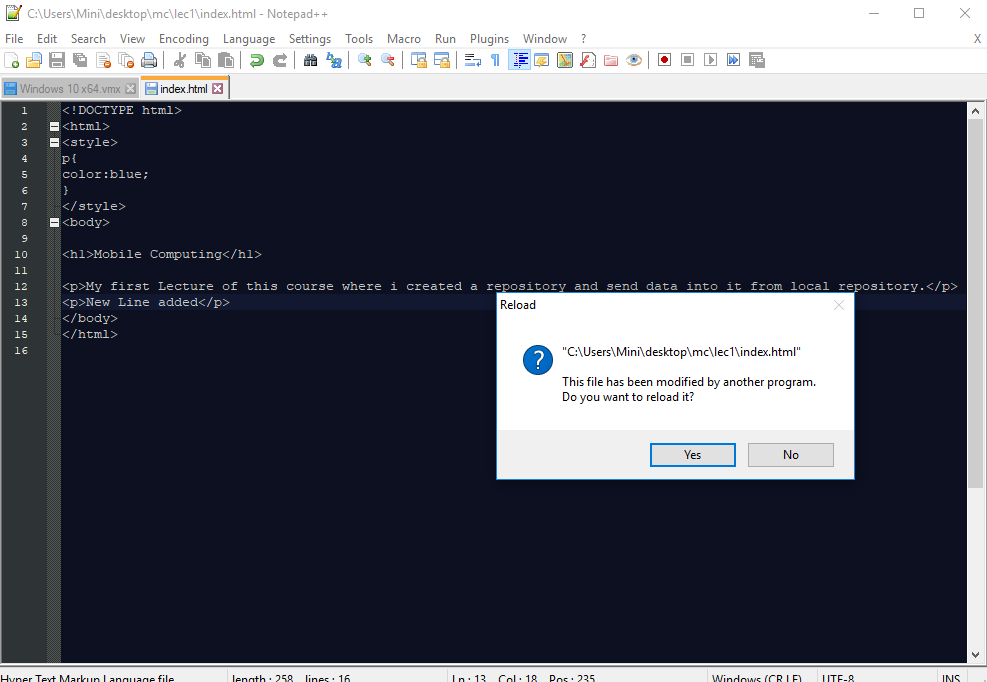 C:\Users\Mini\desktop\mc\lec1\index.html - Notepad++
File Edit Search View Encoding Language Settings Tools Macro Run Plugins Window ? X
Windows 10 x64.vmx index.html
1 <!DOCTYPE html>
2 <html>
3 <style>
4 p{
5 color:blue;
6 }
7 </style>
8 <body>
9
10 <h1>Mobile Computing</h1>
11
12 <p>My first Lecture of this course where i created a repository and send data into it from local repository.</p>
13 <p>New Line added</p>
14 </body>
15 </html>
16
Reload
"C:\Users\Mini\desktop\mc\lec1\index.html"
This file has been modified by another program.
Do you want to reload it?
Yes No
Hyper Text Markup Language file length : 258 lines : 16 Ln : 13 Col : 18 Pos : 235 Windows (CR LF) UTF-8 INS